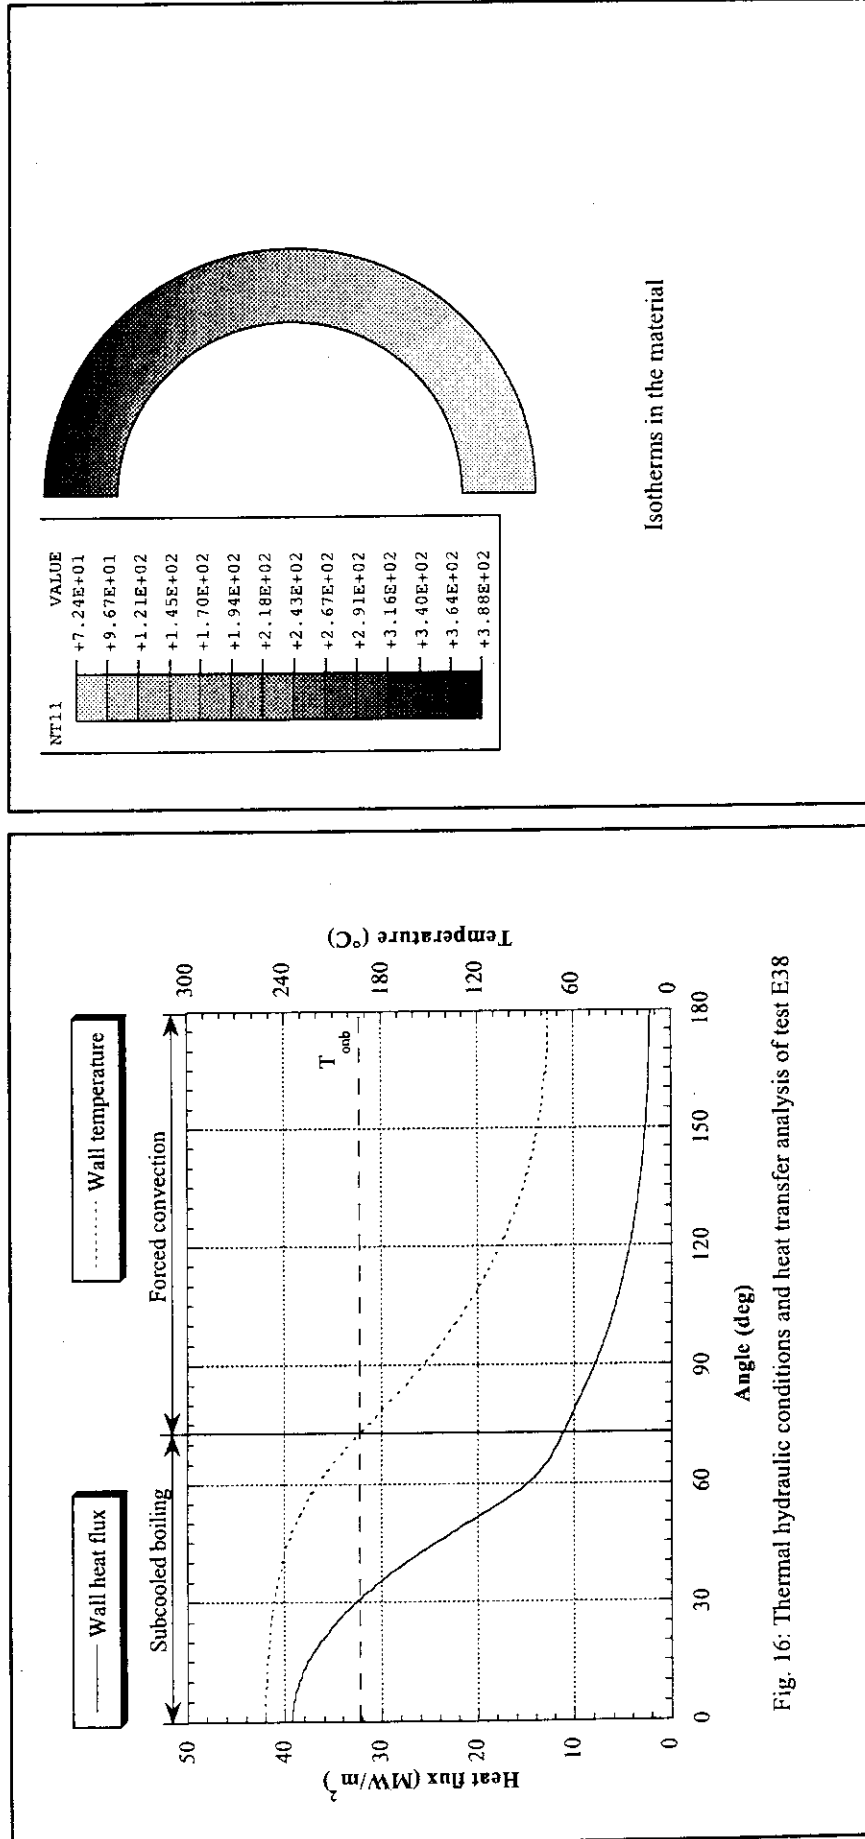 Wall heat flux
Wall temperature
Subcooled boiling
Forced convection
T onb
Heat flux (MW/m²)
50
40
30
20
10
0
Temperature (°C)
300
240
180
120
60
0
0
30
60
90
120
150
180
Angle (deg)
Fig. 16: Thermal hydraulic conditions and heat transfer analysis of test E38
NT11 VALUE
+7.24E+01
+9.67E+01
+1.21E+02
+1.45E+02
+1.70E+02
+1.94E+02
+2.18E+02
+2.43E+02
+2.67E+02
+2.91E+02
+3.16E+02
+3.40E+02
+3.64E+02
+3.88E+02
Isotherms in the material